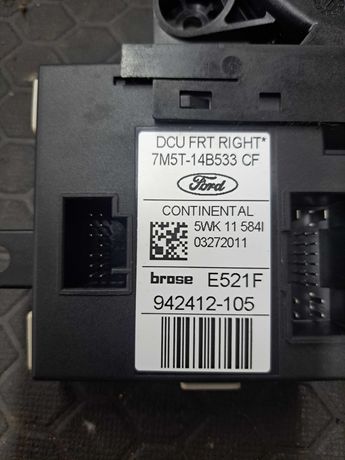 DCU FRT RIGHT*
7M5T-14B533 CF
Ford
CONTINENTAL
5WK 11 584I
03272011
brose E521F
942412-105